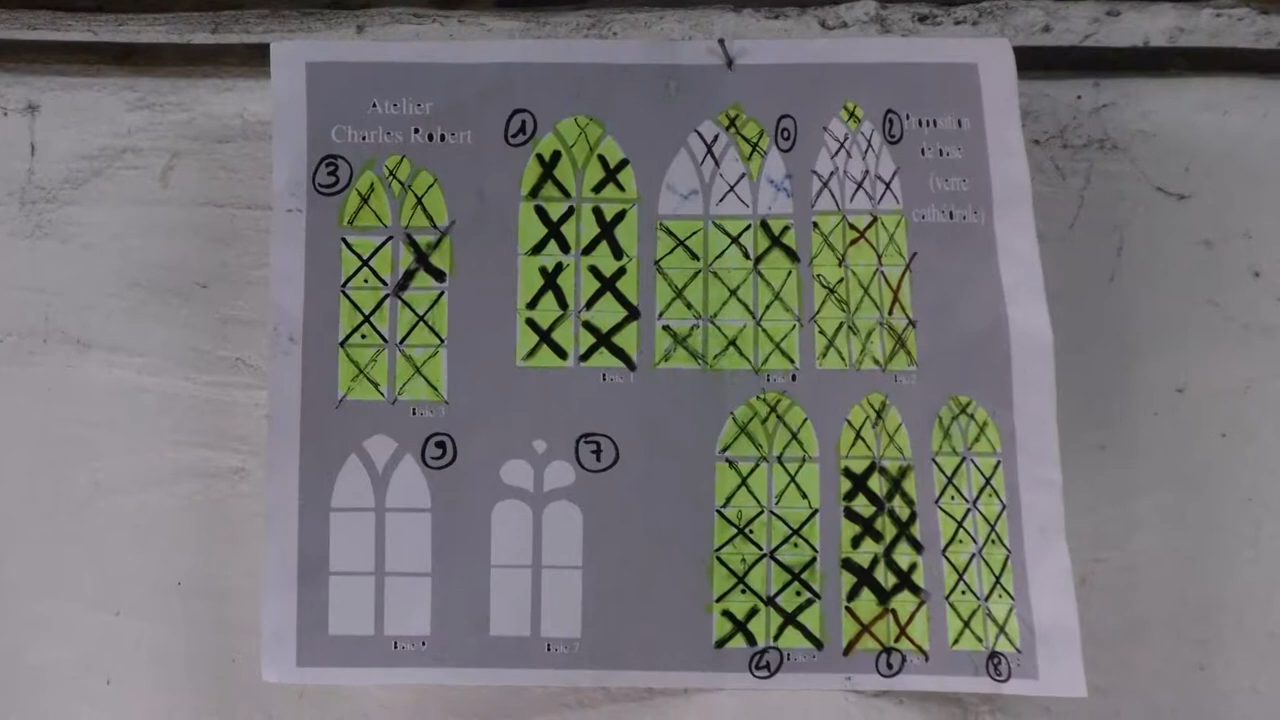 Atelier
Charles Robert
3
1
0
2
Proposition
de base
(verre
cathédrale)
Baie 3
Baie 1
Baie 0
9
7
Baie 9
Baie 7
4
6
8